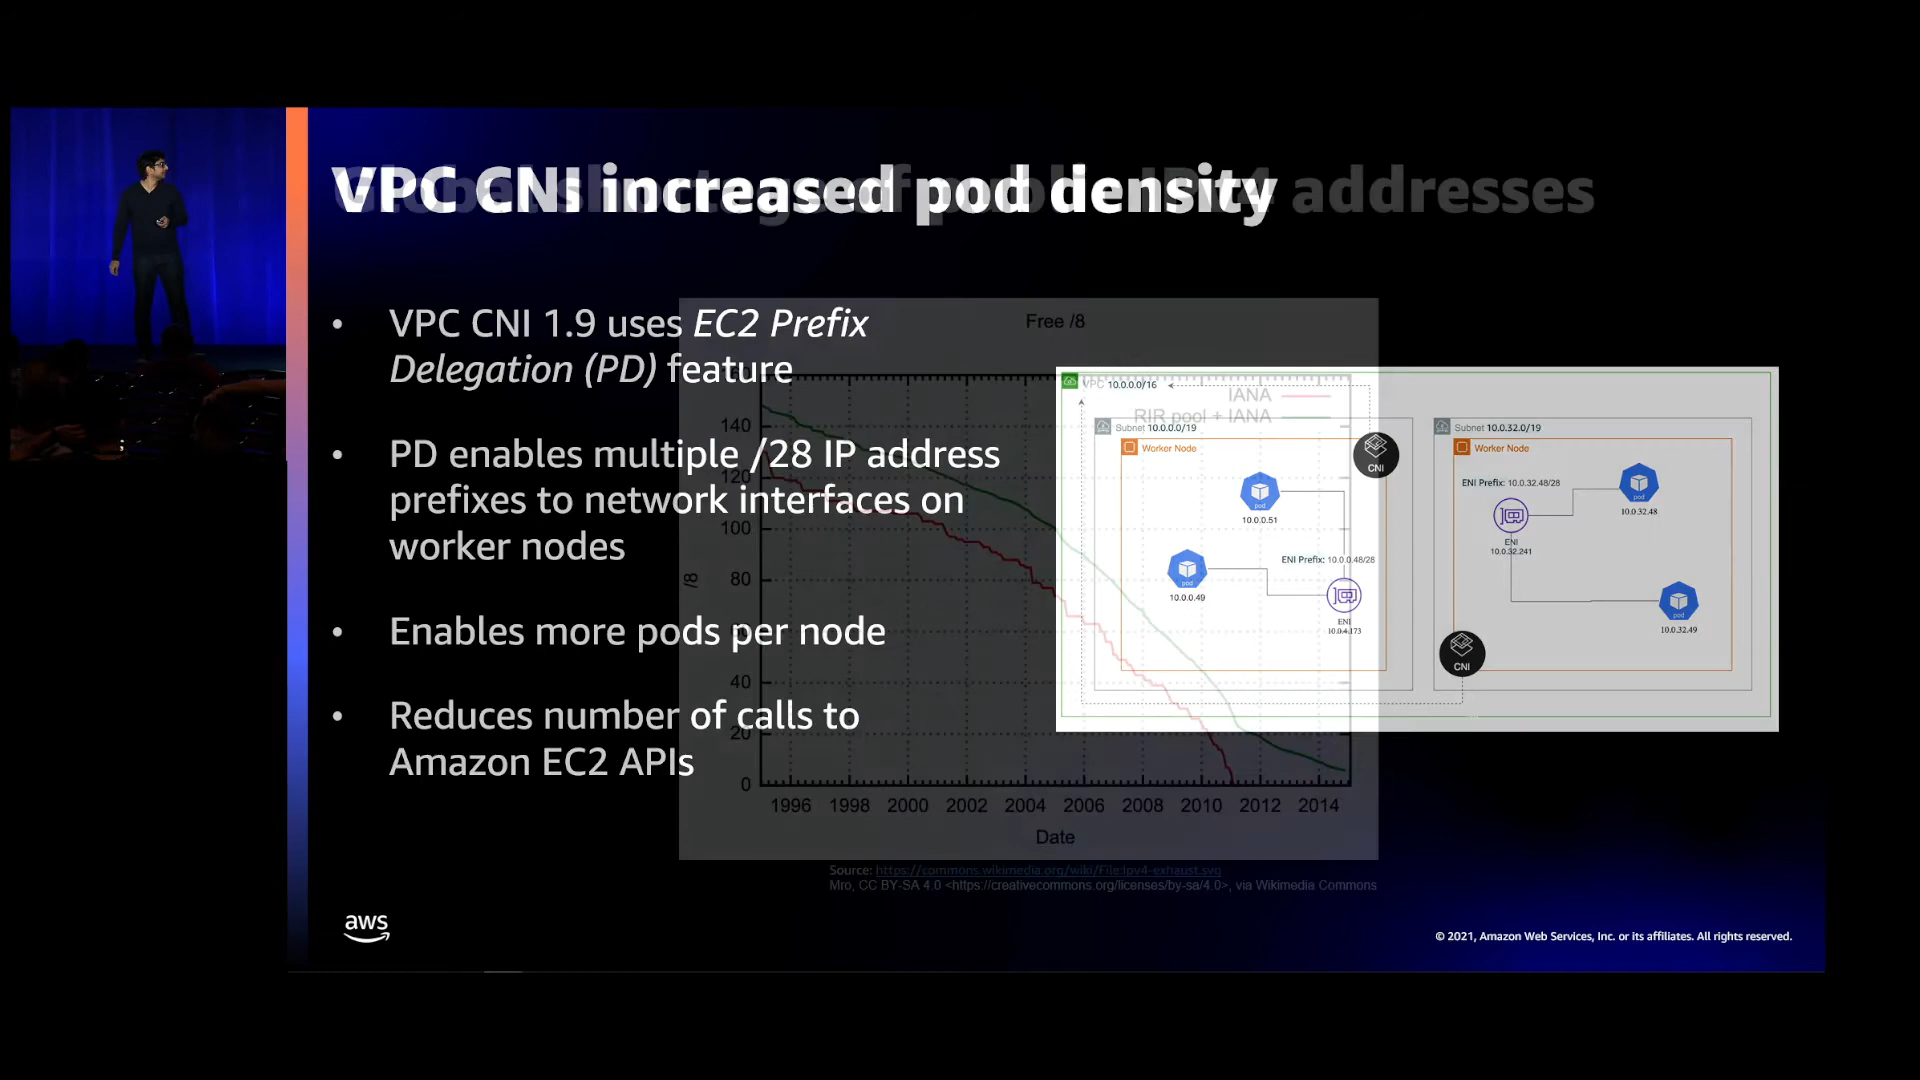 VPC CNI increased pod density
Global shortage of public IPv4 addresses
• VPC CNI 1.9 uses EC2 Prefix
Delegation (PD) feature
• PD enables multiple /28 IP address
prefixes to network interfaces on
worker nodes
• Enables more pods per node
• Reduces number of calls to
Amazon EC2 APIs
Free /8
IANA
RIR pool + IANA
/8
140
120
100
80
60
40
20
0
1996 1998 2000 2002 2004 2006 2008 2010 2012 2014
Date
Source: https://commons.wikimedia.org/wiki/File:Ipv4-exhaust.svg
Mro, CC BY-SA 4.0 <https://creativecommons.org/licenses/by-sa/4.0>, via Wikimedia Commons
VPC 10.0.0.0/16
Subnet 10.0.0.0/19
Worker Node
CNI
pod
10.0.0.51
ENI Prefix: 10.0.0.48/28
pod
10.0.0.49
ENI
10.0.4.173
Subnet 10.0.32.0/19
Worker Node
ENI Prefix: 10.0.32.48/28
pod
10.0.32.48
ENI
10.0.32.241
pod
10.0.32.49
CNI
aws
© 2021, Amazon Web Services, Inc. or its affiliates. All rights reserved.